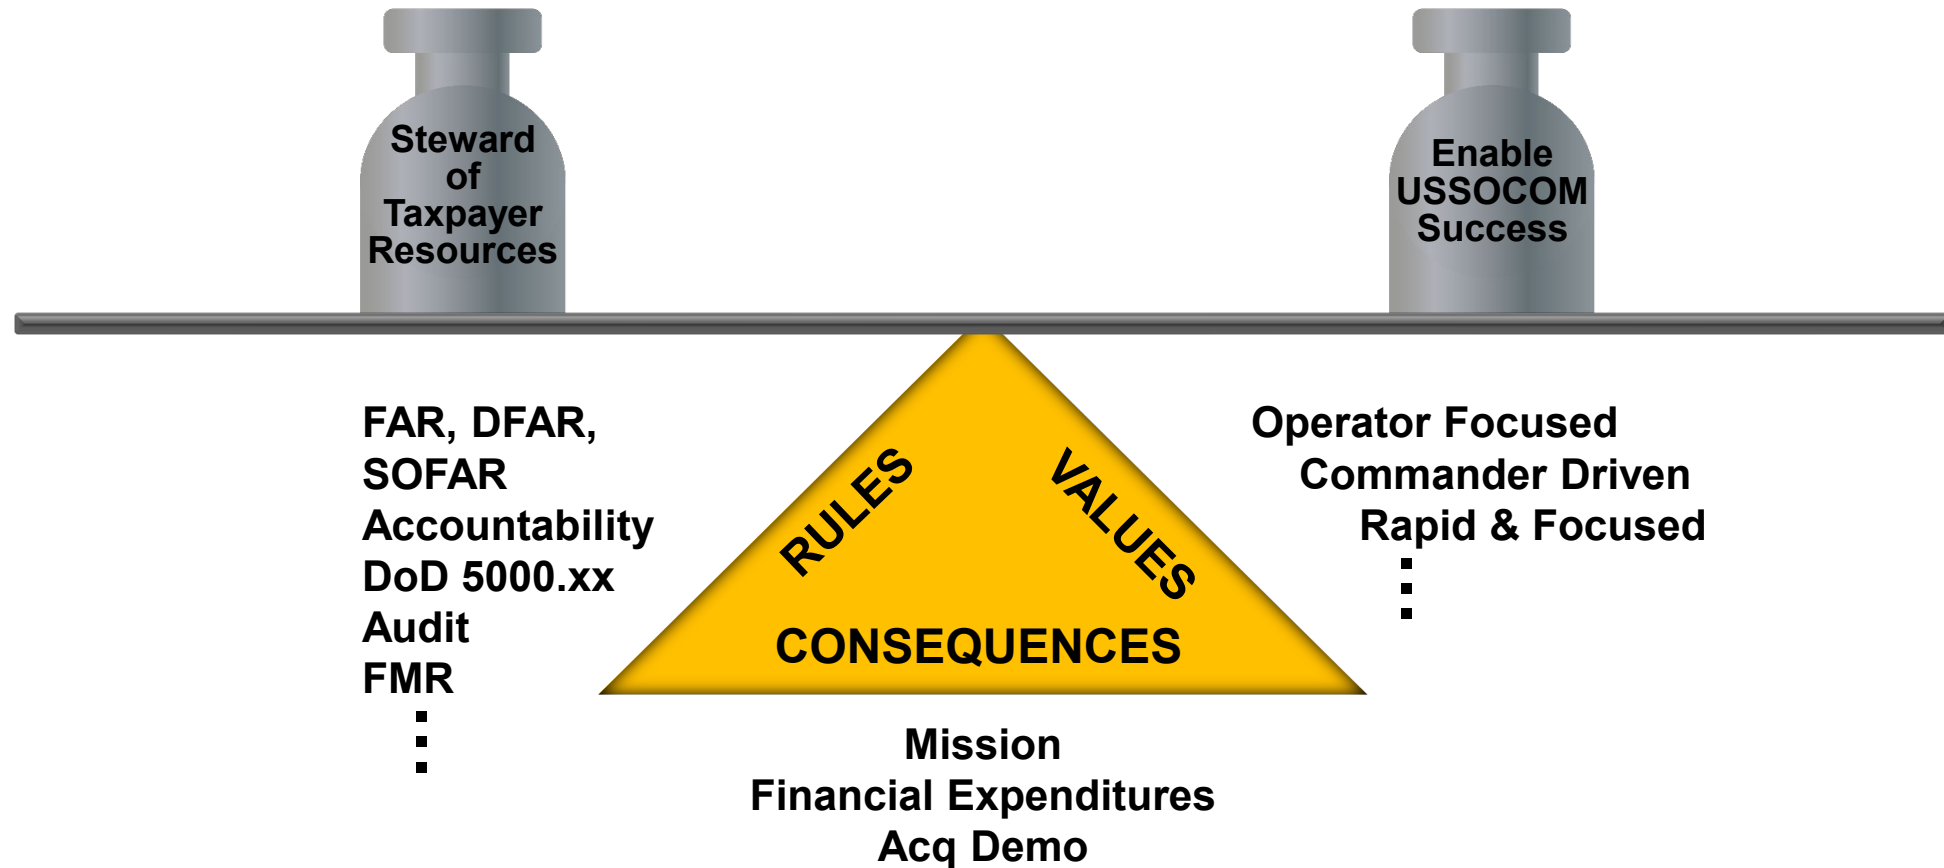 Steward
of
Taxpayer
Resources
Enable
USSOCOM
Success
FAR, DFAR,
SOFAR
Accountability
DoD 5000.xx
Audit
FMR
RULES
VALUES
CONSEQUENCES
Operator Focused
Commander Driven
Rapid & Focused
Mission
Financial Expenditures
Acq Demo